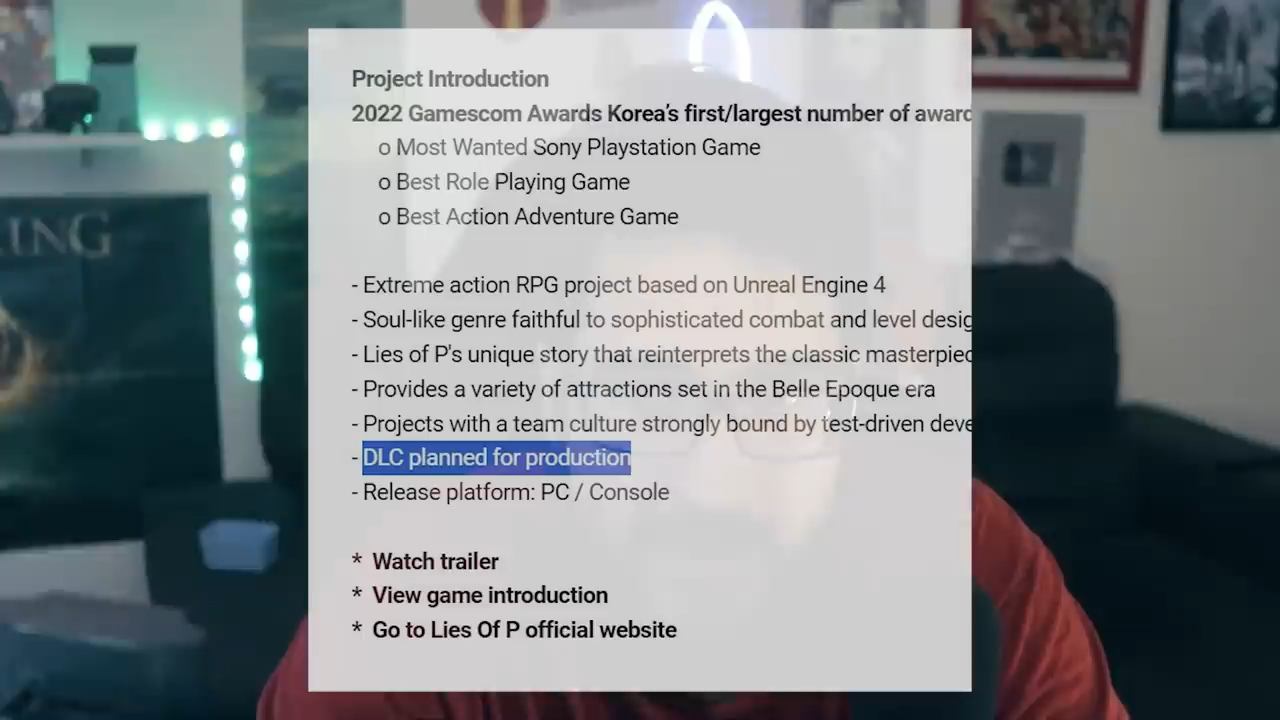 Project Introduction
2022 Gamescom Awards Korea's first/largest number of
o Most Wanted Sony Playstation Game
o Best Role Playing Game
o Best Action Adventure Game
- Extreme action RPG project based on Unreal Engine 4
- Soul-like genre faithful to sophisticated combat and level
- Lies of P's unique story that reinterprets the classic
- Provides a variety of attractions set in the Belle Epoque era
- Projects with a team culture strongly bound by test-driven
- DLC planned for production
- Release platform: PC / Console
* Watch trailer
* View game introduction
* Go to Lies Of P official website